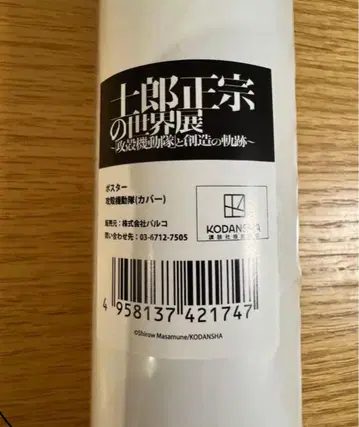 士郎正宗
の世界展
~「攻殻機動隊」と創造の軌跡~
ポスター
攻殻機動隊(カバー)
販売元：株式会社パルコ
問い合わせ先：03-6712-7505
KODANSHA
講談社
4 958137 421747
©Shirow Masamune/KODANSHA